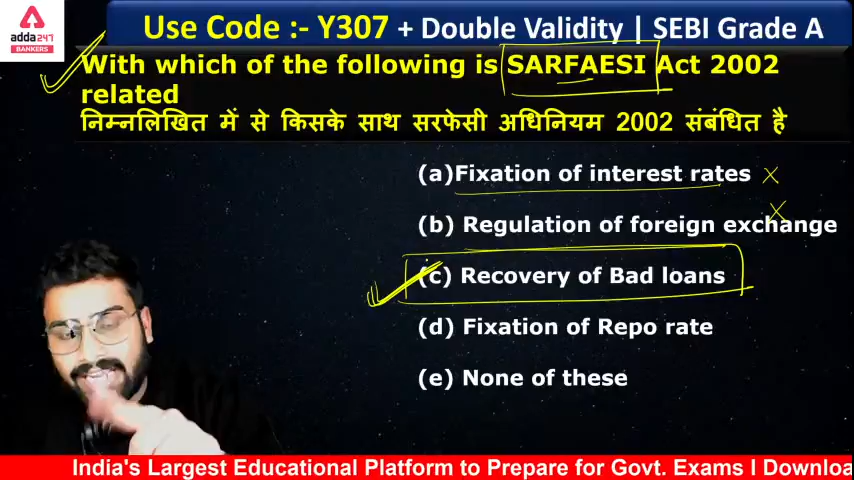 adda247
BANKERS
Use Code :- Y307 + Double Validity | SEBI Grade A
With which of the following is SARFAESI Act 2002
related
निम्नलिखित में से किसके साथ सरफेसी अधिनियम 2002 संबंधित है
(a)Fixation of interest rates
(b) Regulation of foreign exchange
(c) Recovery of Bad loans
(d) Fixation of Repo rate
(e) None of these
India's Largest Educational Platform to Prepare for Govt. Exams I Downloa